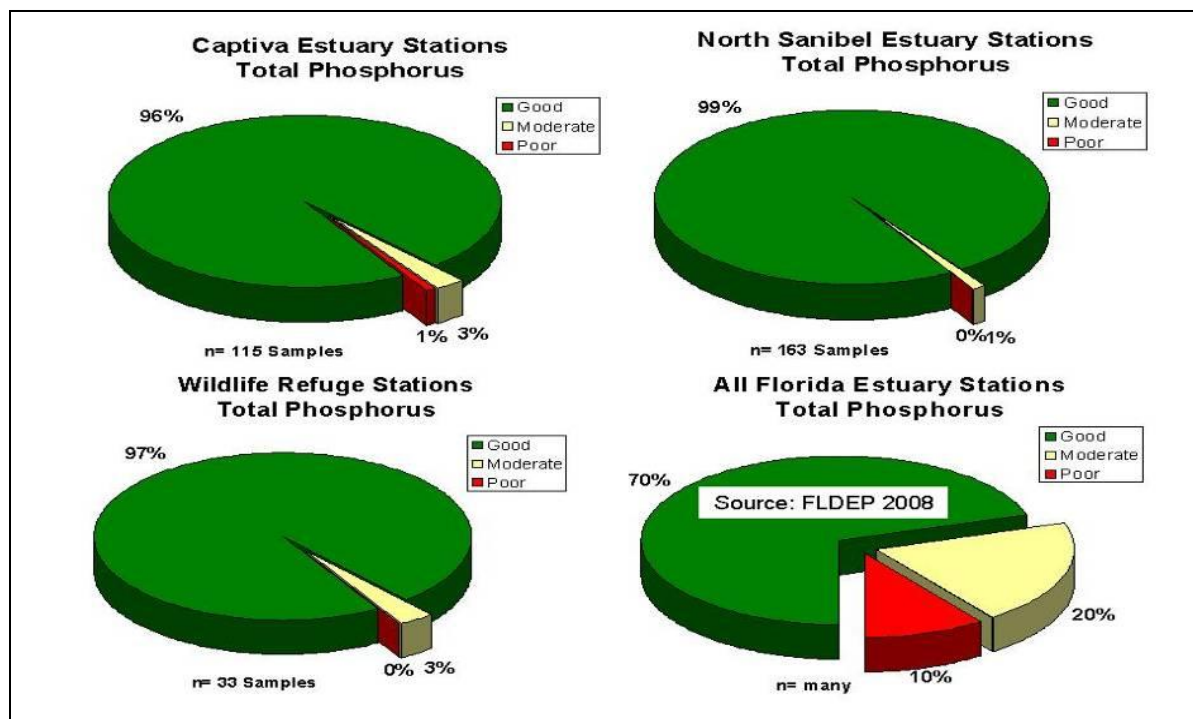 Captiva Estuary Stations
Total Phosphorus
96%
Good
Moderate
Poor
1%
3%
n= 115 Samples
North Sanibel Estuary Stations
Total Phosphorus
99%
Good
Moderate
Poor
0%
1%
n= 163 Samples
Wildlife Refuge Stations
Total Phosphorus
97%
Good
Moderate
Poor
0%
3%
n= 33 Samples
All Florida Estuary Stations
Total Phosphorus
70%
Good
Moderate
Poor
Source: FLDEP 2008
20%
10%
n= many